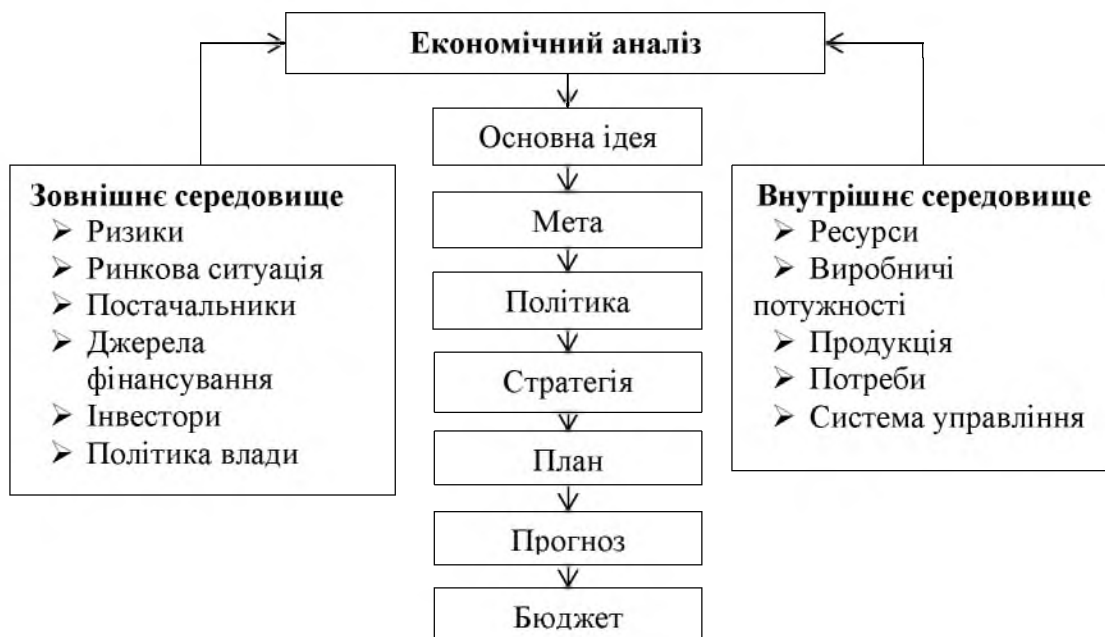 Економічний аналіз
Основна ідея
Мета
Політика
Стратегія
План
Прогноз
Бюджет
Зовнішнє середовище
➢ Ризики
➢ Ринкова ситуація
➢ Постачальники
➢ Джерела
фінансування
➢ Інвестори
➢ Політика влади
Внутрішнє середовище
➢ Ресурси
➢ Виробничі
потужності
➢ Продукція
➢ Потреби
➢ Система управління